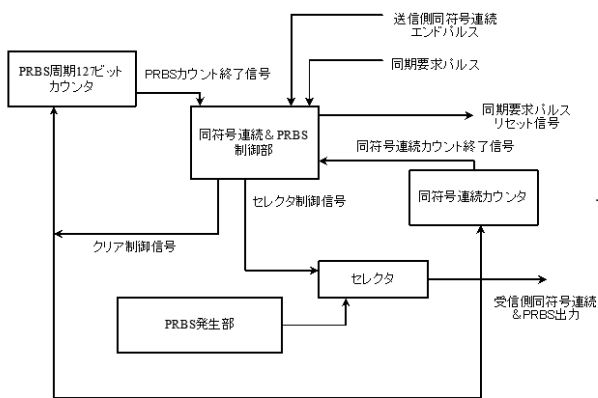 送信側同符号連続
エンドパルス
PRBS周期127ビット
カウンタ
PRBSカウント終了信号
同期要求パルス
同符号連続&PRBS
制御部
同期要求パルス
リセット信号
同符号連続カウント終了信号
セレクタ制御信号
同符号連続カウンタ
クリア制御信号
セレクタ
PRBS発生部
受信側同符号連続
&PRBS出力